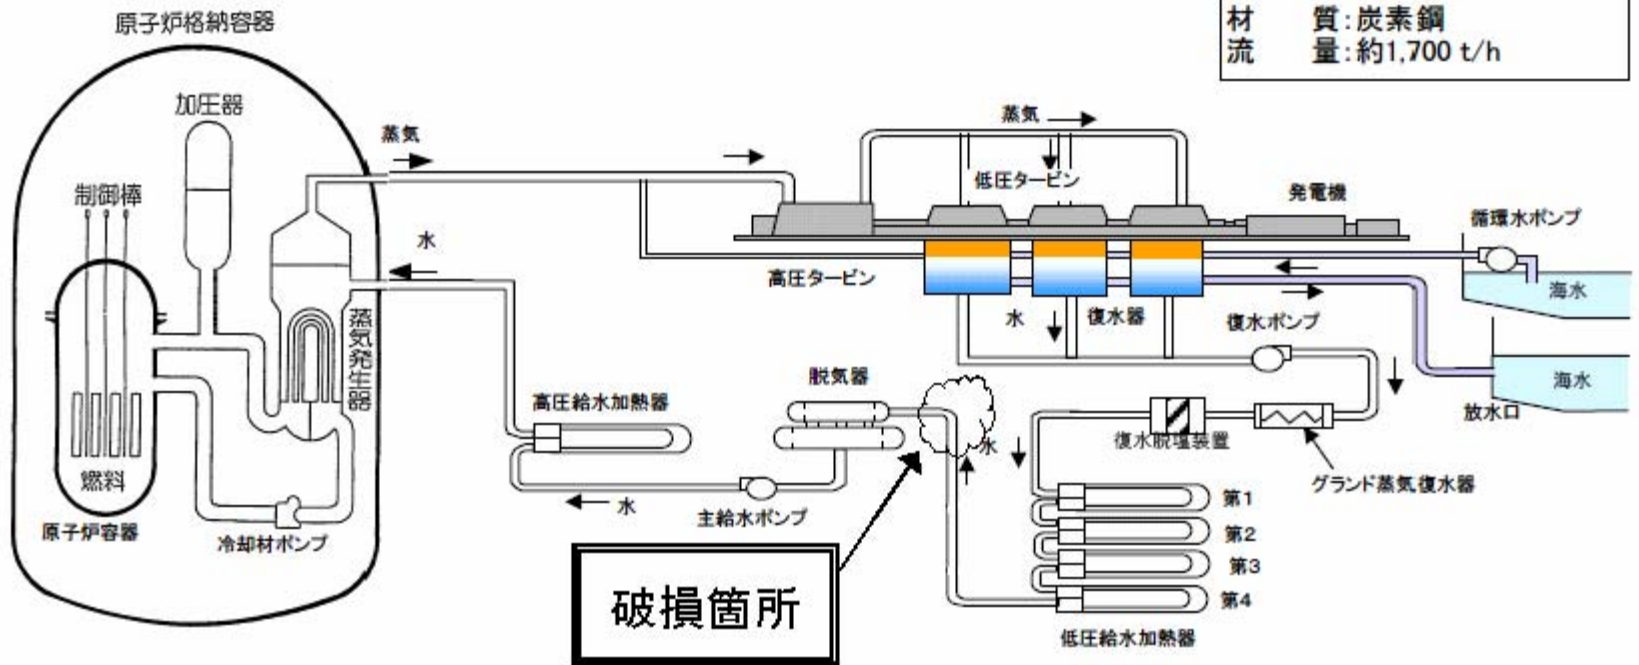 材 質:炭素鋼
流 量:約1,700 t/h
原子炉格納容器
加圧器
制御棒
蒸気
水
蒸気発生器
燃料
原子炉容器
冷却材ポンプ
蒸気
低圧タービン
発電機
循環水ポンプ
高圧タービン
海水
水
復水器
復水ポンプ
海水
放水口
脱気器
高圧給水加熱器
水
復水脱塩装置
グランド蒸気復水器
水
主給水ポンプ
第1
第2
第3
第4
低圧給水加熱器
破損箇所